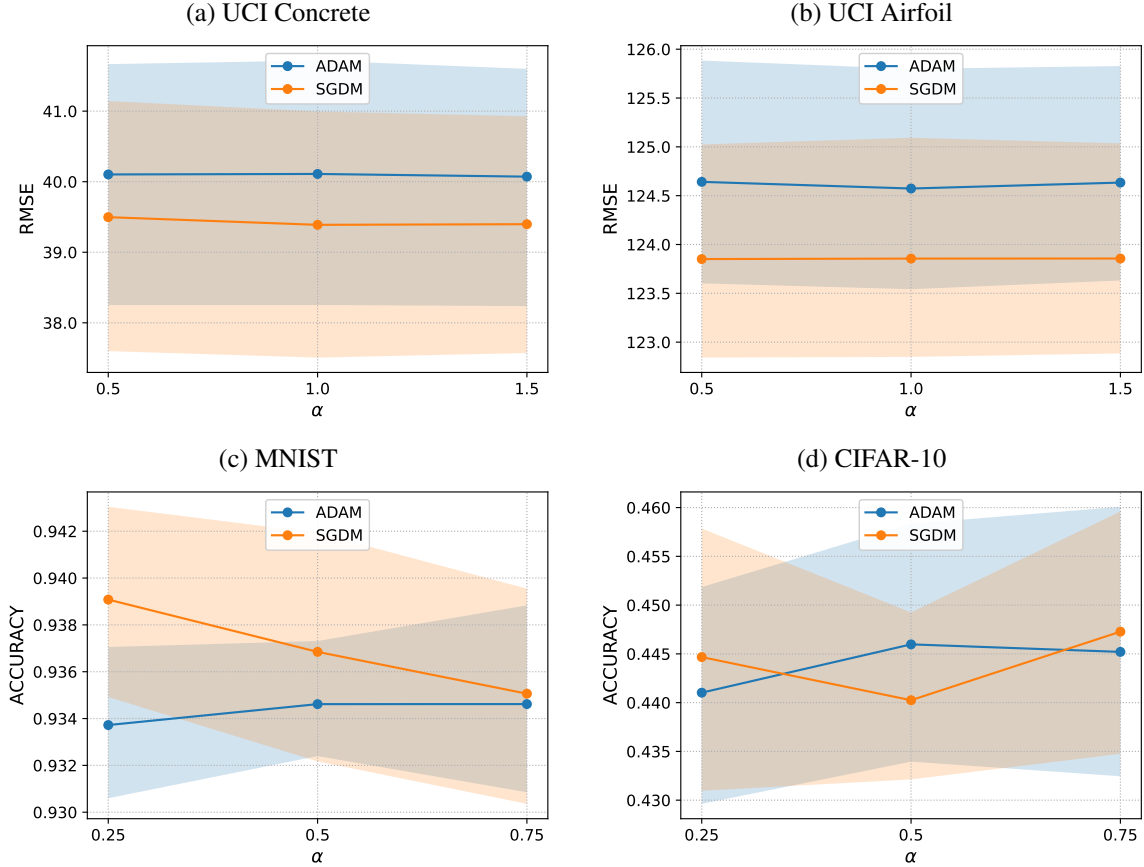 (a) UCI Concrete
ADAM
SGDM
41.0
40.0
39.0
38.0
RMSE
0.5 1.0 1.5
α
(b) UCI Airfoil
ADAM
SGDM
126.0
125.5
125.0
124.5
124.0
123.5
123.0
RMSE
0.5 1.0 1.5
α
(c) MNIST
ADAM
SGDM
0.942
0.940
0.938
0.936
0.934
0.932
0.930
ACCURACY
0.25 0.5 0.75
α
(d) CIFAR-10
ADAM
SGDM
0.460
0.455
0.450
0.445
0.440
0.435
0.430
ACCURACY
0.25 0.5 0.75
α